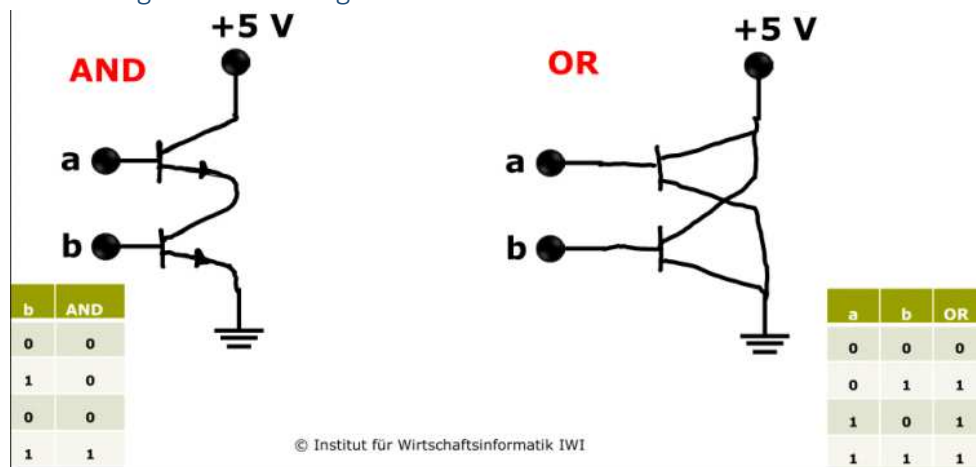 +5 V
AND
a
b
b AND
0 0
1 0
0 0
1 1
+5 V
OR
a
b
a b OR
0 0 0
0 1 1
1 0 1
1 1 1
© Institut für Wirtschaftsinformatik IWI